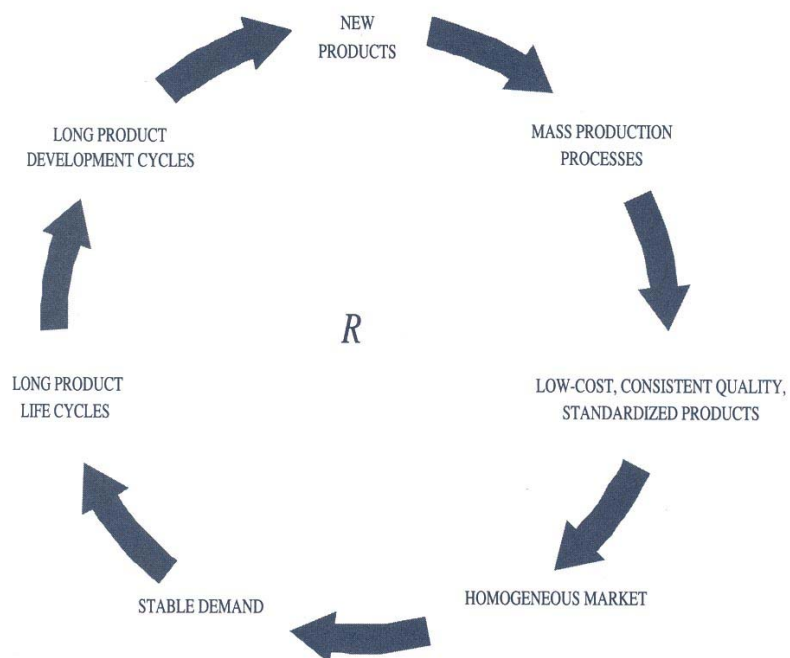 NEW
PRODUCTS
MASS PRODUCTION
PROCESSES
LOW-COST, CONSISTENT QUALITY,
STANDARDIZED PRODUCTS
HOMOGENEOUS MARKET
STABLE DEMAND
LONG PRODUCT
LIFE CYCLES
LONG PRODUCT
DEVELOPMENT CYCLES
R